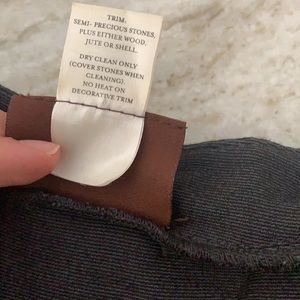 TRIM.
SEMI- PRECIOUS STONES,
PLUS EITHER WOOD,
JUTE OR SHELL.
DRY CLEAN ONLY
(COVER STONES WHEN
CLEANING).
NO HEAT ON
DECORATIVE TRIM